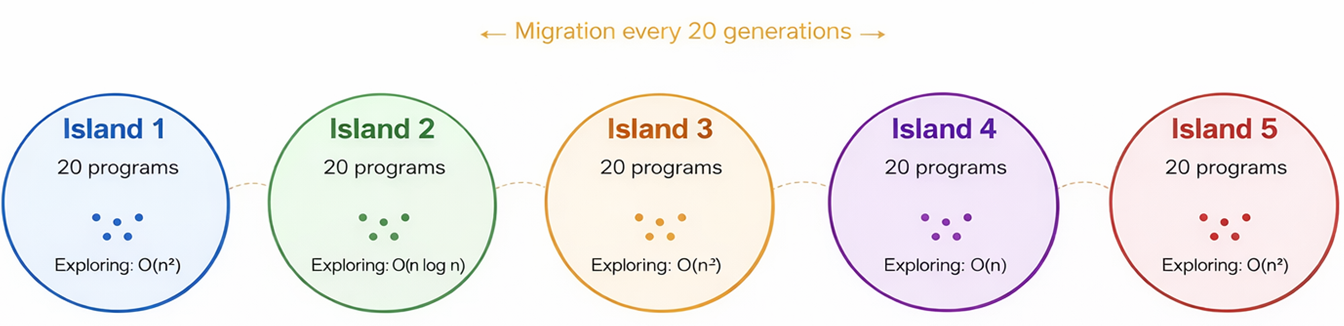 ← Migration every 20 generations →
Island 1
20 programs
Exploring: O(n²)
Island 2
20 programs
Exploring: O(n log n)
Island 3
20 programs
Exploring:
Island 4
20 programs
Exploring: O(n)
Island 5
20 programs
Exploring: O(n²)